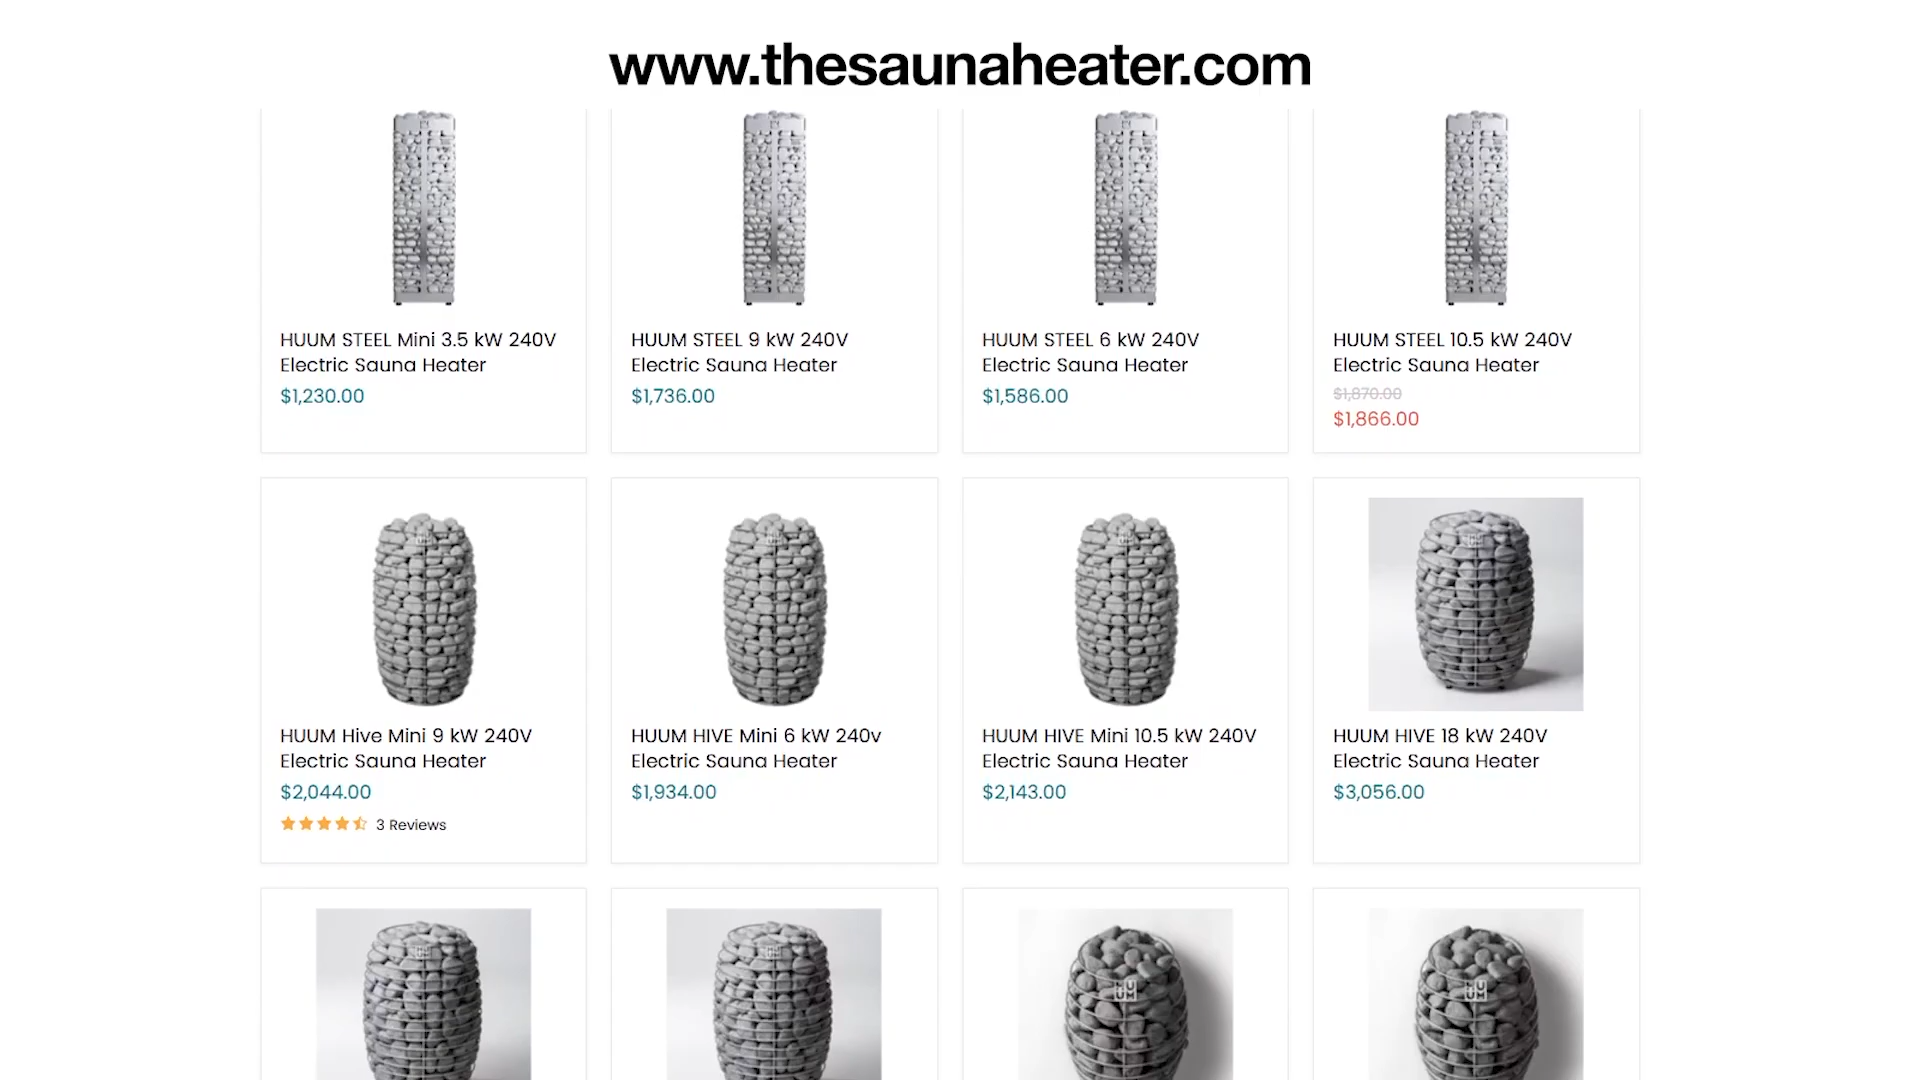 www.thesaunaheater.com
HUUM STEEL Mini 3.5 kW 240V
Electric Sauna Heater
$1,230.00
HUUM STEEL 9 kW 240V
Electric Sauna Heater
$1,736.00
HUUM STEEL 6 kW 240V
Electric Sauna Heater
$1,586.00
HUUM STEEL 10.5 kW 240V
Electric Sauna Heater
$1,870.00
$1,866.00
HUUM Hive Mini 9 kW 240V
Electric Sauna Heater
$2,044.00
3 Reviews
HUUM HIVE Mini 6 kW 240v
Electric Sauna Heater
$1,934.00
HUUM HIVE Mini 10.5 kW 240V
Electric Sauna Heater
$2,143.00
HUUM HIVE 18 kW 240V
Electric Sauna Heater
$3,056.00